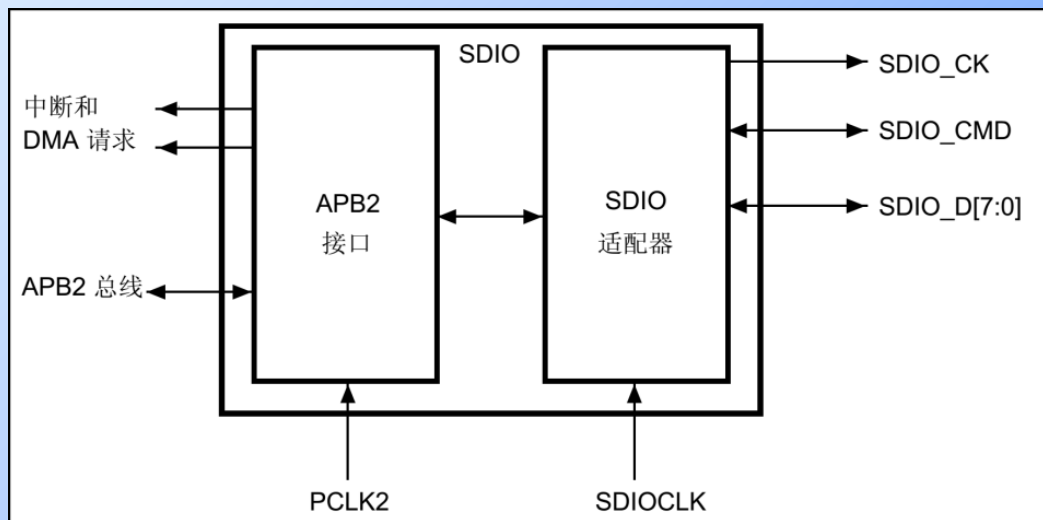 SDIO
中断和
DMA 请求
APB2 总线
APB2
接口
SDIO
适配器
SDIO_CK
SDIO_CMD
SDIO_D[7:0]
PCLK2
SDIOCLK